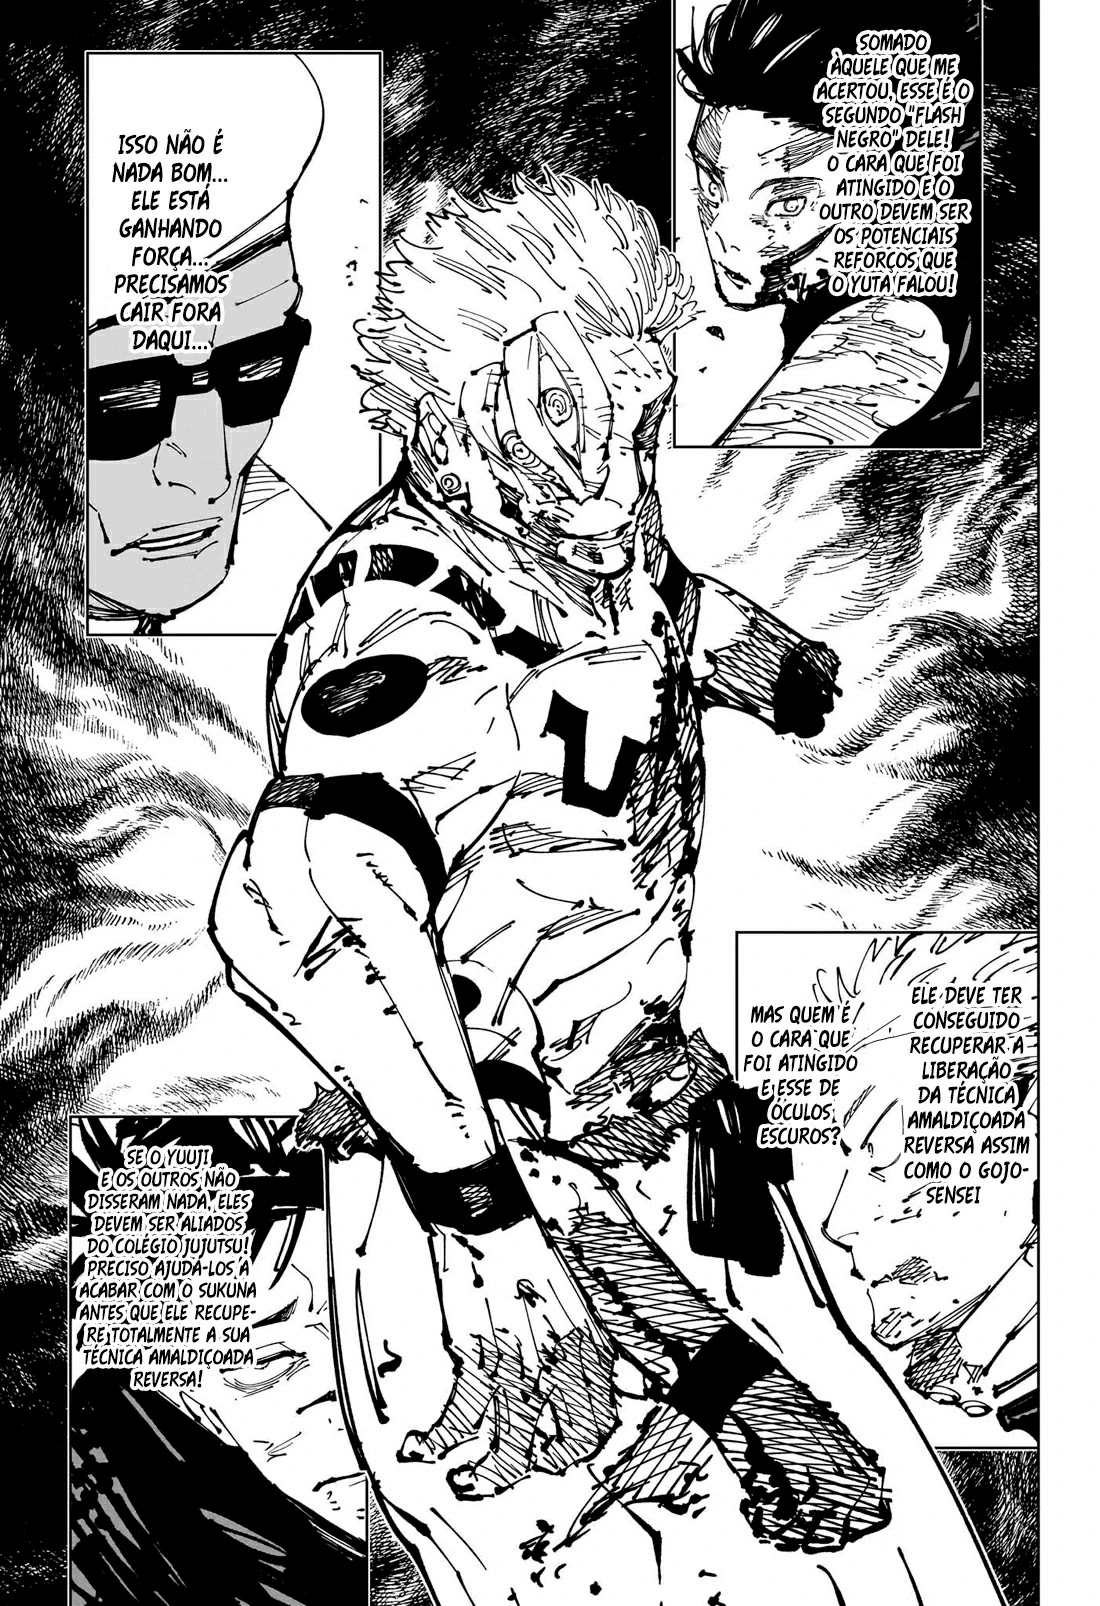 SOMADO
ÀQUELE QUE ME
ACERTOU, ESSE É O
SEGUNDO "FLASH
NEGRO" DELE!
O CARA QUE FOI
ATINGIDO E O
OUTRO DEVEM SER
OS POTENCIAIS
REFORÇOS QUE
O YUTA FALOU!
ISSO NÃO É
NADA BOM...
ELE ESTÁ
GANHANDO
FORÇA...
PRECISAMOS
CAIR FORA
DAQUI...
ELE DEVE TER
CONSEGUIDO
RECUPERAR A
LIBERAÇÃO
DA TÉCNICA
AMALDIÇOADA
REVERSA ASSIM
COMO O GOJO-
SENSEI
MAS QUEM É
O CARA QUE
FOI ATINGIDO
E ESSE DE
ÓCULOS
ESCUROS?
SE O YUUJI
E OS OUTROS NÃO
DISSERAM NADA, ELES
DEVEM SER ALIADOS
DO COLÉGIO JUJUTSU!
PRECISO AJUDÁ-LOS A
ACABAR COM O SUKUNA
ANTES QUE ELE RECUPE-
RE TOTALMENTE A SUA
TÉCNICA AMALDIÇOADA
REVERSA!